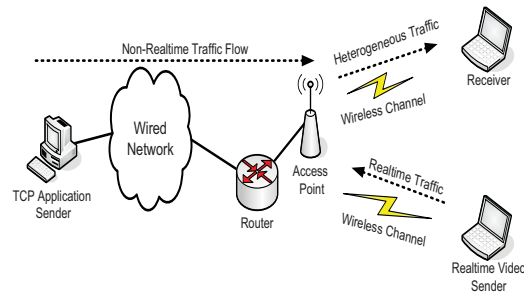 Non-Realtime Traffic Flow
Heterogeneous Traffic
Receiver
Wireless Channel
Wired
Network
TCP Application
Sender
Router
Access
Point
Realtime Traffic
Wireless Channel
Realtime Video
Sender